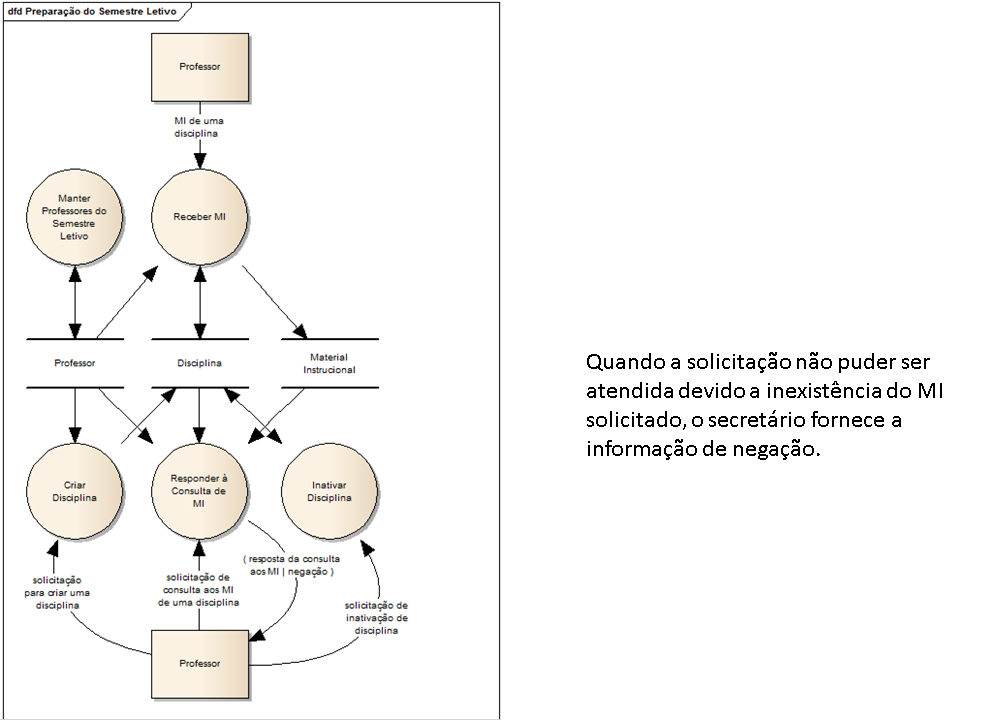 dfd Preparação do Semestre Letivo
Professor
MI de uma
disciplina
Manter
Professores do
Semestre
Letivo
Receber MI
Professor
Disciplina
Material
Instrucional
Criar
Disciplina
Responder à
Consulta de
MI
Inativar
Disciplina
( resposta da consulta
aos MI | negação )
solicitação
para criar uma
disciplina
solicitação de
consulta aos MI
de uma disciplina
solicitação de
inativação de
disciplina
Professor
Quando a solicitação não puder ser
atendida devido a inexistência do MI
solicitado, o secretário fornece a
informação de negação.